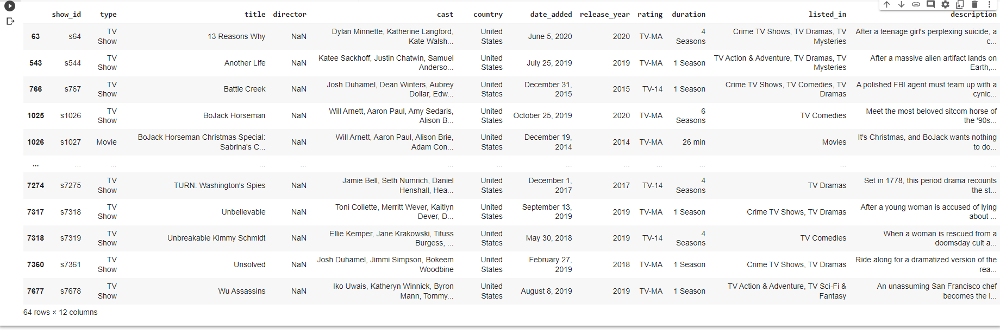 show_id type title director cast country date_added release_year rating duration listed_in description
63 s64 TV Show 13 Reasons Why NaN Dylan Minnette, Katherine Langford, Kate Walsh... United States June 5, 2020 2020 TV-MA 4 Seasons Crime TV Shows, TV Dramas, TV Mysteries After a teenage girl's perplexing suicide, a c...
543 s544 TV Show Another Life NaN Katee Sackhoff, Justin Chatwin, Samuel Anderso... United States July 25, 2019 2019 TV-MA 1 Season TV Action & Adventure, TV Dramas, TV Mysteries After a massive alien artifact lands on Earth,...
766 s767 TV Show Battle Creek NaN Josh Duhamel, Dean Winters, Aubrey Dollar, Edw... United States December 31, 2015 2015 TV-14 1 Season Crime TV Shows, TV Comedies, TV Dramas A polished FBI agent must team up with a cynic...
1025 s1026 TV Show BoJack Horseman NaN Will Arnett, Aaron Paul, Amy Sedaris, Alison B... United States October 25, 2019 2020 TV-MA 6 Seasons TV Comedies Meet the most beloved sitcom horse of the '90s...
1026 s1027 Movie BoJack Horseman Christmas Special: Sabrina's C... NaN Will Arnett, Aaron Paul, Alison Brie, Adam Con... United States December 19, 2014 2014 TV-MA 26 min Movies It's Christmas, and BoJack wants nothing to do...
... ... ... ... ... ... ... ... ... ... ... ... ...
7274 s7275 TV Show TURN: Washington's Spies NaN Jamie Bell, Seth Numrich, Daniel Henshall, Hea... United States December 1, 2017 2017 TV-14 4 Seasons TV Dramas Set in 1778, this period drama recounts the st...
7317 s7318 TV Show Unbelievable NaN Toni Collette, Merritt Wever, Kaitlyn Dever, D... United States September 13, 2019 2019 TV-MA 1 Season Crime TV Shows, TV Dramas After a young woman is accused of lying about ...
7318 s7319 TV Show Unbreakable Kimmy Schmidt NaN Ellie Kemper, Jane Krakowski, Tituss Burgess, ... United States May 30, 2018 2019 TV-14 4 Seasons TV Comedies When a woman is rescued from a doomsday cult a...
7360 s7361 TV Show Unsolved NaN Josh Duhamel, Jimmi Simpson, Bokeem Woodbine United States February 27, 2019 2018 TV-MA 1 Season Crime TV Shows, TV Dramas Ride along for a dramatized version of the rea...
7677 s7678 TV Show Wu Assassins NaN Iko Uwais, Katheryn Winnick, Byron Mann, Tommy... United States August 8, 2019 2019 TV-MA 1 Season TV Action & Adventure, TV Sci-Fi & Fantasy An unassuming San Francisco chef becomes the l...
64 rows × 12 columns